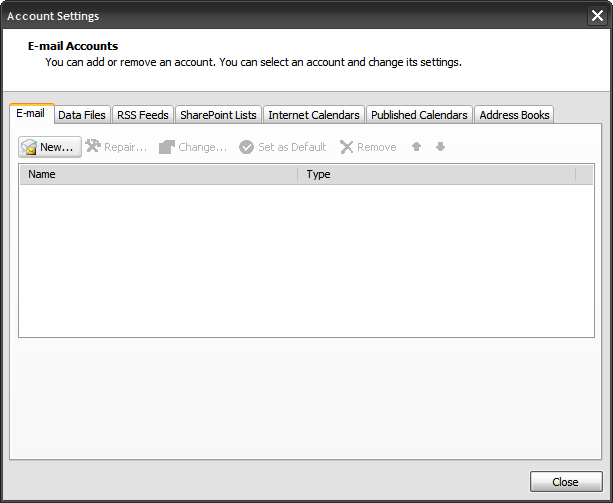 Account Settings
E-mail Accounts
You can add or remove an account. You can select an account and change its settings.
E-mail Data Files RSS Feeds SharePoint Lists Internet Calendars Published Calendars Address Books
New... Repair... Change... Set as Default Remove
Name Type
Close